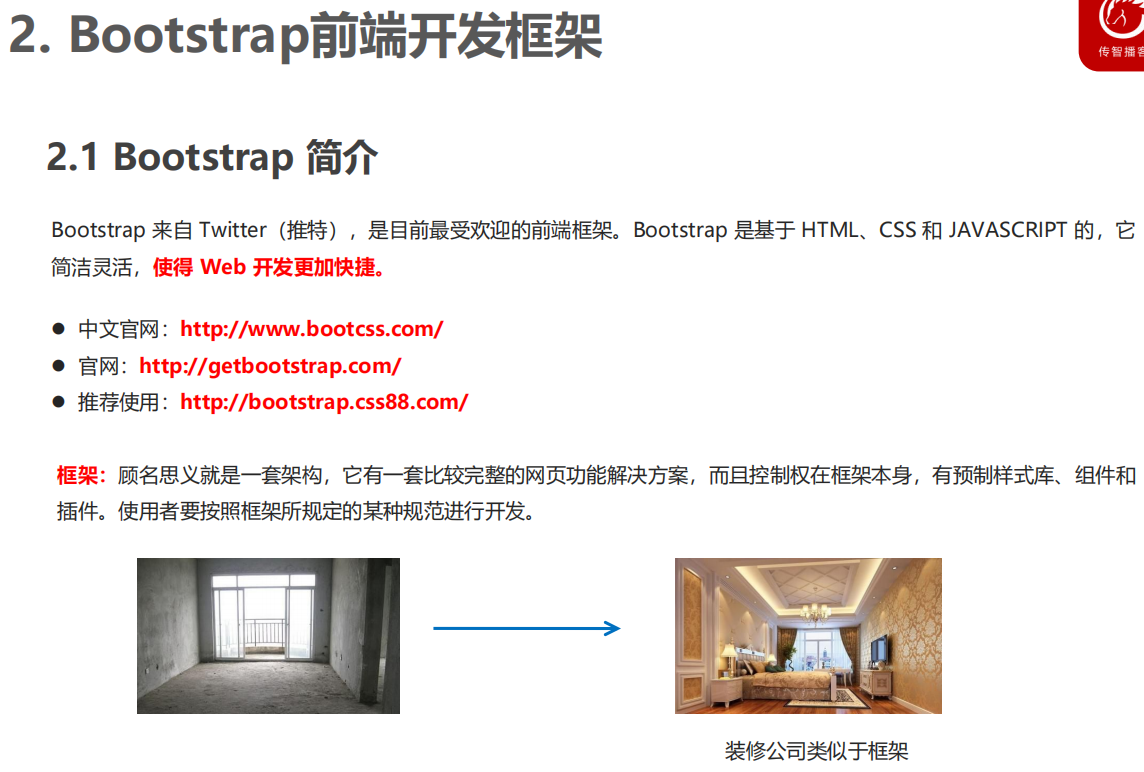 2. Bootstrap前端开发框架
传智播客
2.1 Bootstrap 简介
Bootstrap 来自 Twitter（推特），是目前最受欢迎的前端框架。Bootstrap 是基于 HTML、CSS 和 JAVASCRIPT 的，它
简洁灵活，使得 Web 开发更加快捷。
● 中文官网：http://www.bootcss.com/
● 官网：http://getbootstrap.com/
● 推荐使用：http://bootstrap.css88.com/
框架：顾名思义就是一套架构，它有一套比较完整的网页功能解决方案，而且控制权在框架本身，有预制样式库、组件和
插件。使用者要按照框架所规定的某种规范进行开发。
装修公司类似于框架